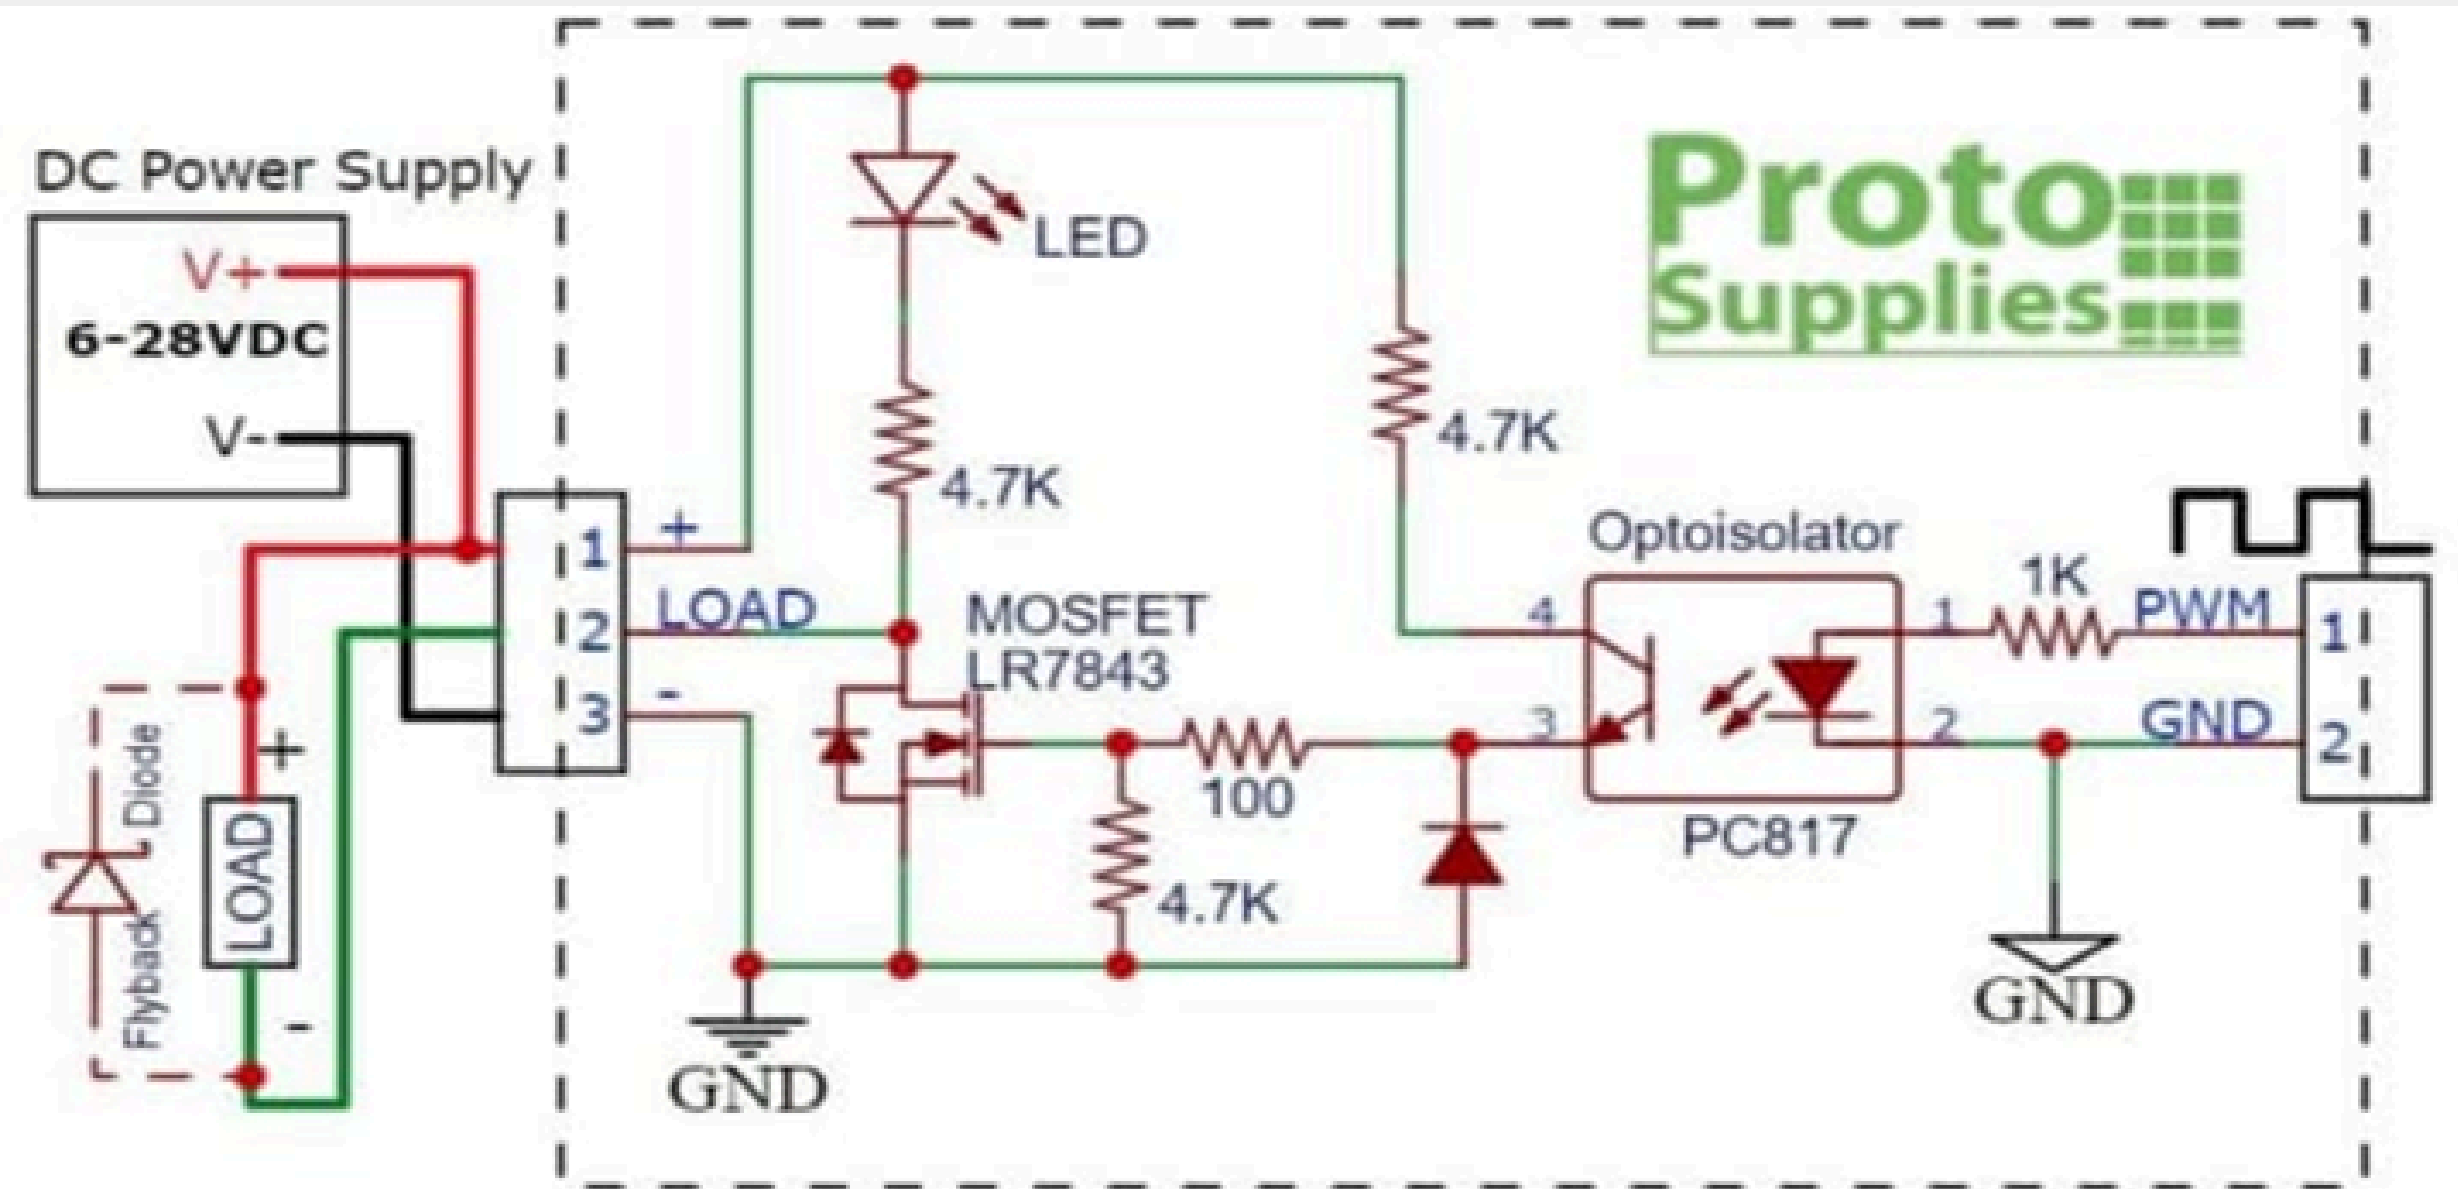 DC Power Supply
V+
6-28VDC
V-
LED
4.7K
4.7K
Proto
Supplies
Optoisolator
1 +
2 LOAD
3 -
MOSFET
LR7843
4
3
1
2
1K
PWM
GND
1
2
PC817
100
4.7K
+
LOAD
-
Flyback Diode
GND
GND